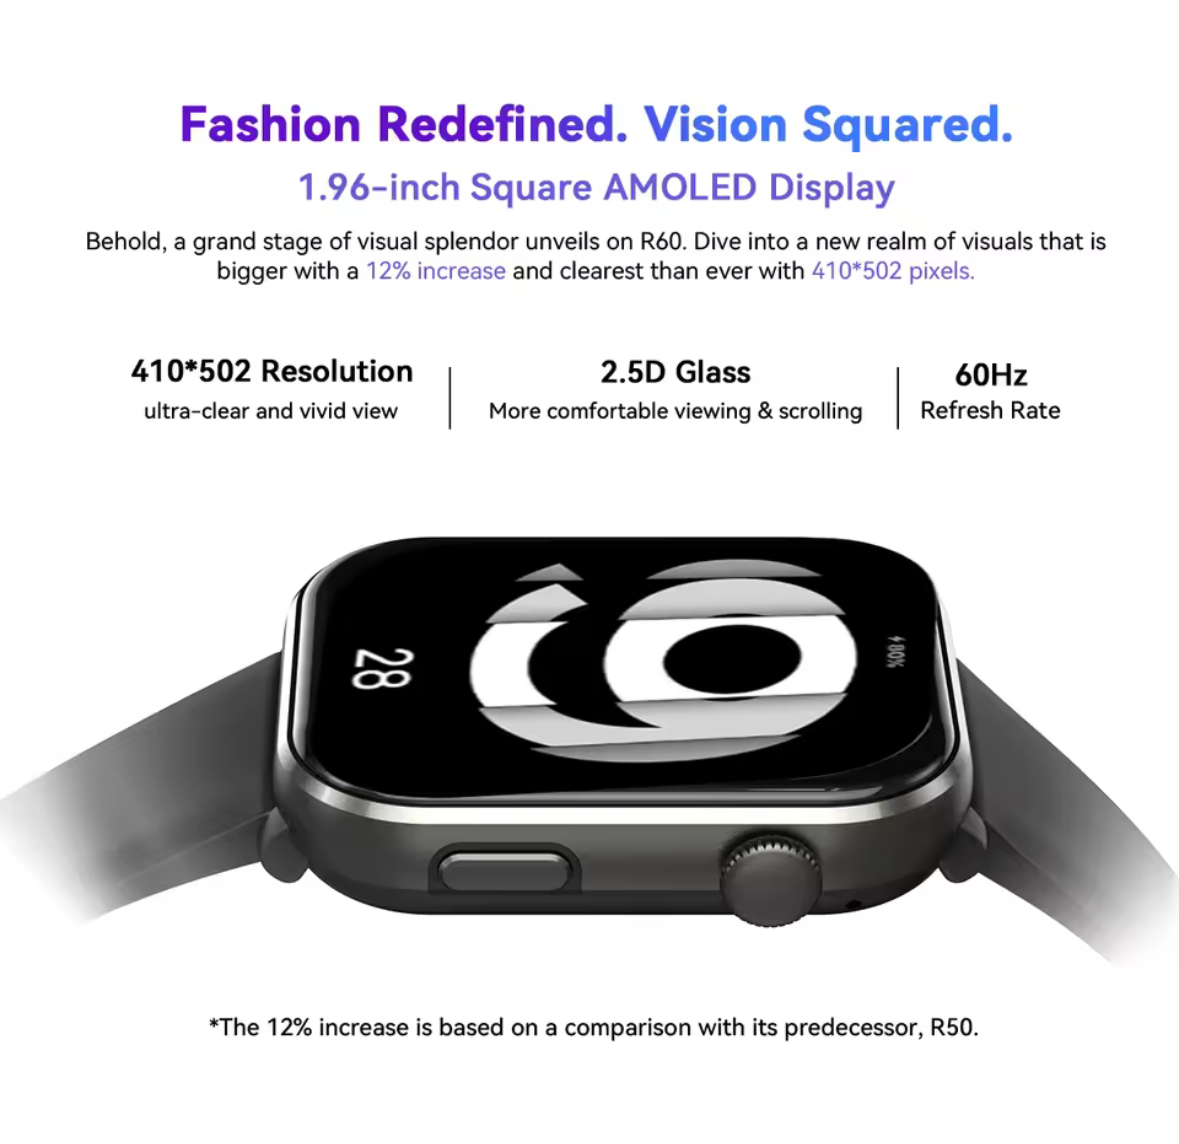 Fashion Redefined. Vision Squared.
1.96-inch Square AMOLED Display
Behold, a grand stage of visual splendor unveils on R60. Dive into a new realm of visuals that is
bigger with a 12% increase and clearest than ever with 410*502 pixels.
410*502 Resolution
ultra-clear and vivid view
2.5D Glass
More comfortable viewing & scrolling
60Hz
Refresh Rate
28
80%
*The 12% increase is based on a comparison with its predecessor, R50.